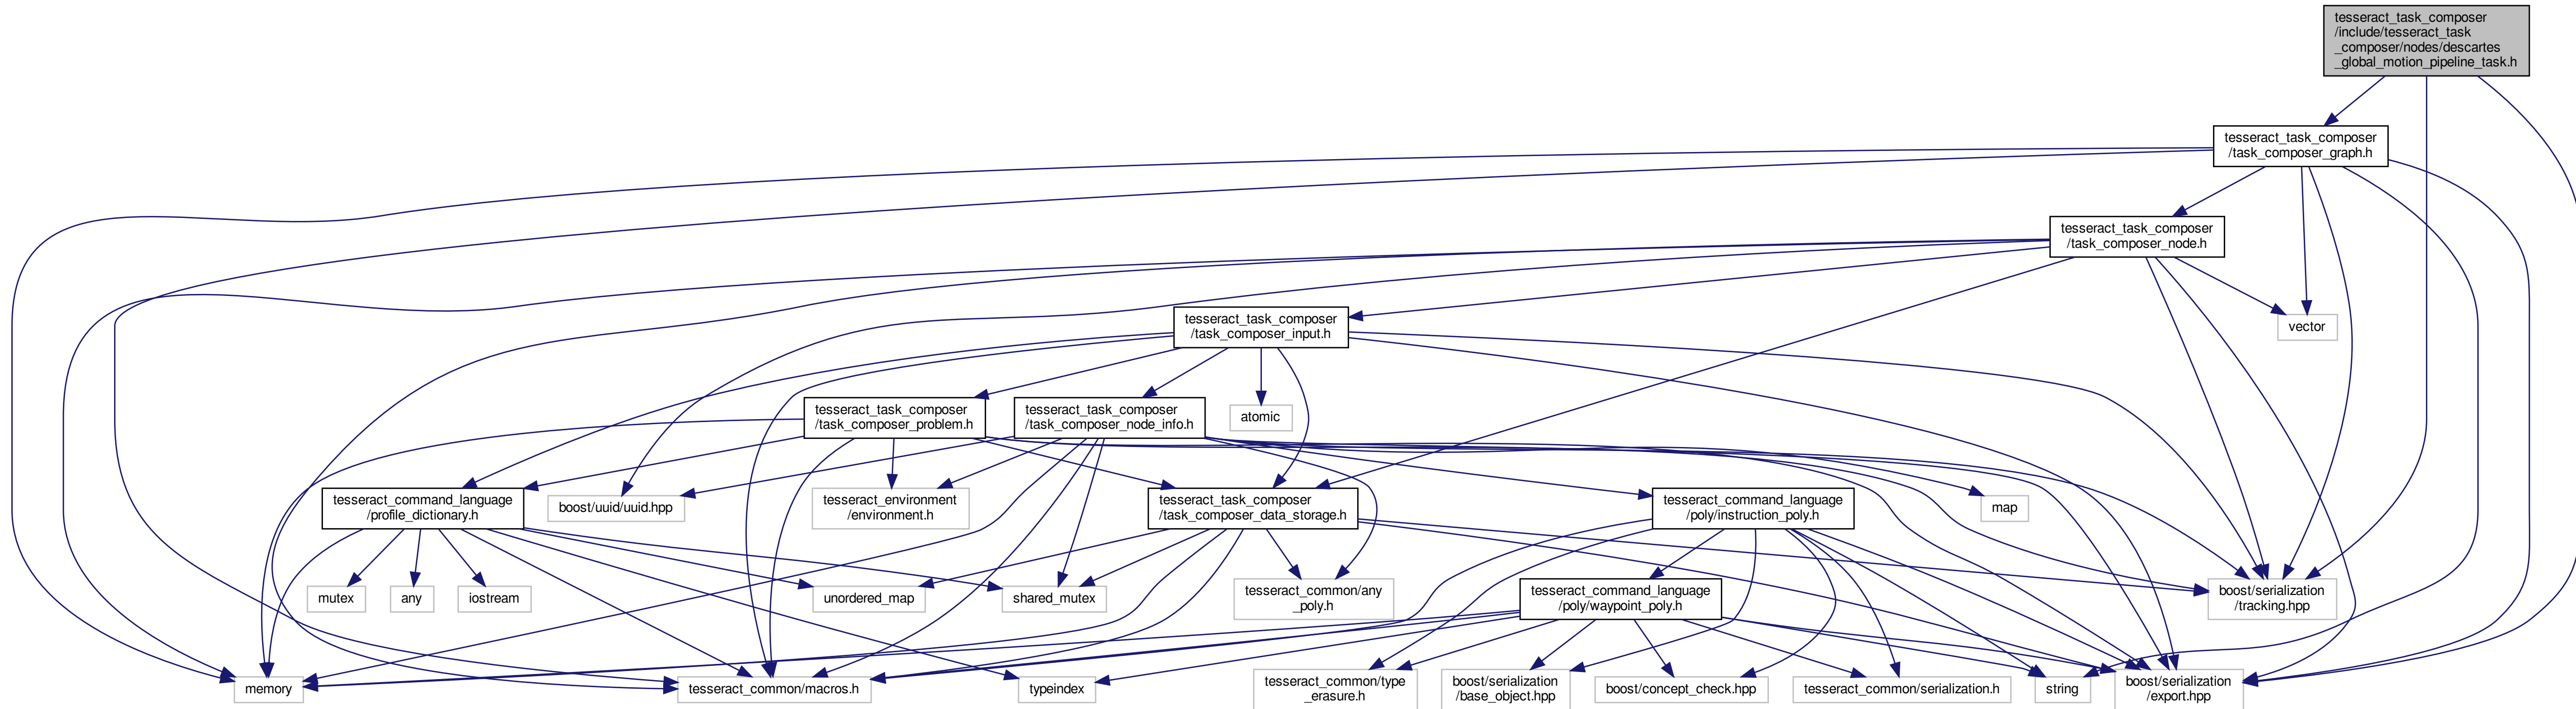 tesseract_task_composer
/include/tesseract_task
_composer/nodes/descartes
_global_motion_pipeline_task.h
tesseract_task_composer
/task_composer_graph.h
tesseract_task_composer
/task_composer_node.h
tesseract_task_composer
/task_composer_input.h
vector
tesseract_task_composer
/task_composer_problem.h
tesseract_task_composer
/task_composer_node_info.h
atomic
tesseract_command_language
/profile_dictionary.h
boost/uuid/uuid.hpp
tesseract_environment
/environment.h
tesseract_task_composer
/task_composer_data_storage.h
tesseract_command_language
/poly/instruction_poly.h
map
mutex
any
iostream
unordered_map
shared_mutex
tesseract_common/any
_poly.h
tesseract_command_language
/poly/waypoint_poly.h
boost/serialization
/tracking.hpp
memory
tesseract_common/macros.h
typeindex
tesseract_common/type
_erasure.h
boost/serialization
/base_object.hpp
boost/concept_check.hpp
tesseract_common/serialization.h
string
boost/serialization
/export.hpp